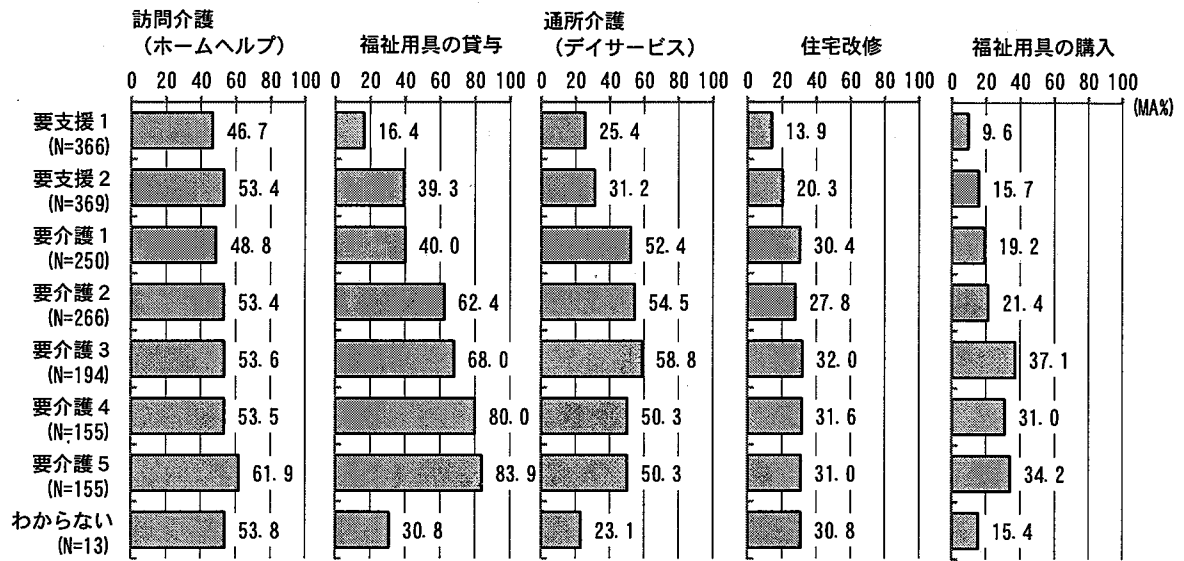 訪問介護
（ホームヘルプ）
福祉用具の貸与
通所介護
（デイサービス）
住宅改修
福祉用具の購入
0 20 40 60 80 100 0 20 40 60 80 100 0 20 40 60 80 100 0 20 40 60 80 100 0 20 40 60 80 100
(MA%)
要支援1
(N=366)
46.7 16.4 25.4 13.9 9.6
要支援2
(N=369)
53.4 39.3 31.2 20.3 15.7
要介護1
(N=250)
48.8 40.0 52.4 30.4 19.2
要介護2
(N=266)
53.4 62.4 54.5 27.8 21.4
要介護3
(N=194)
53.6 68.0 58.8 32.0 37.1
要介護4
(N=155)
53.5 80.0 50.3 31.6 31.0
要介護5
(N=155)
61.9 83.9 50.3 31.0 34.2
わからない
(N=13)
53.8 30.8 23.1 30.8 15.4